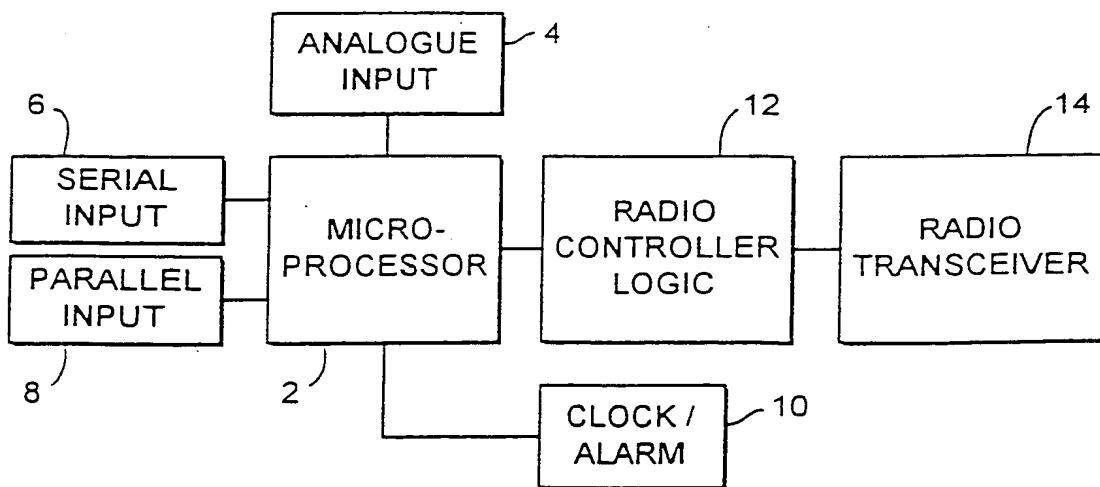 ANALOGUE
INPUT
4
6
SERIAL
INPUT
PARALLEL
INPUT
8
MICRO-
PROCESSOR
2
12
RADIO
CONTROLLER
LOGIC
14
RADIO
TRANSCEIVER
CLOCK /
ALARM
10